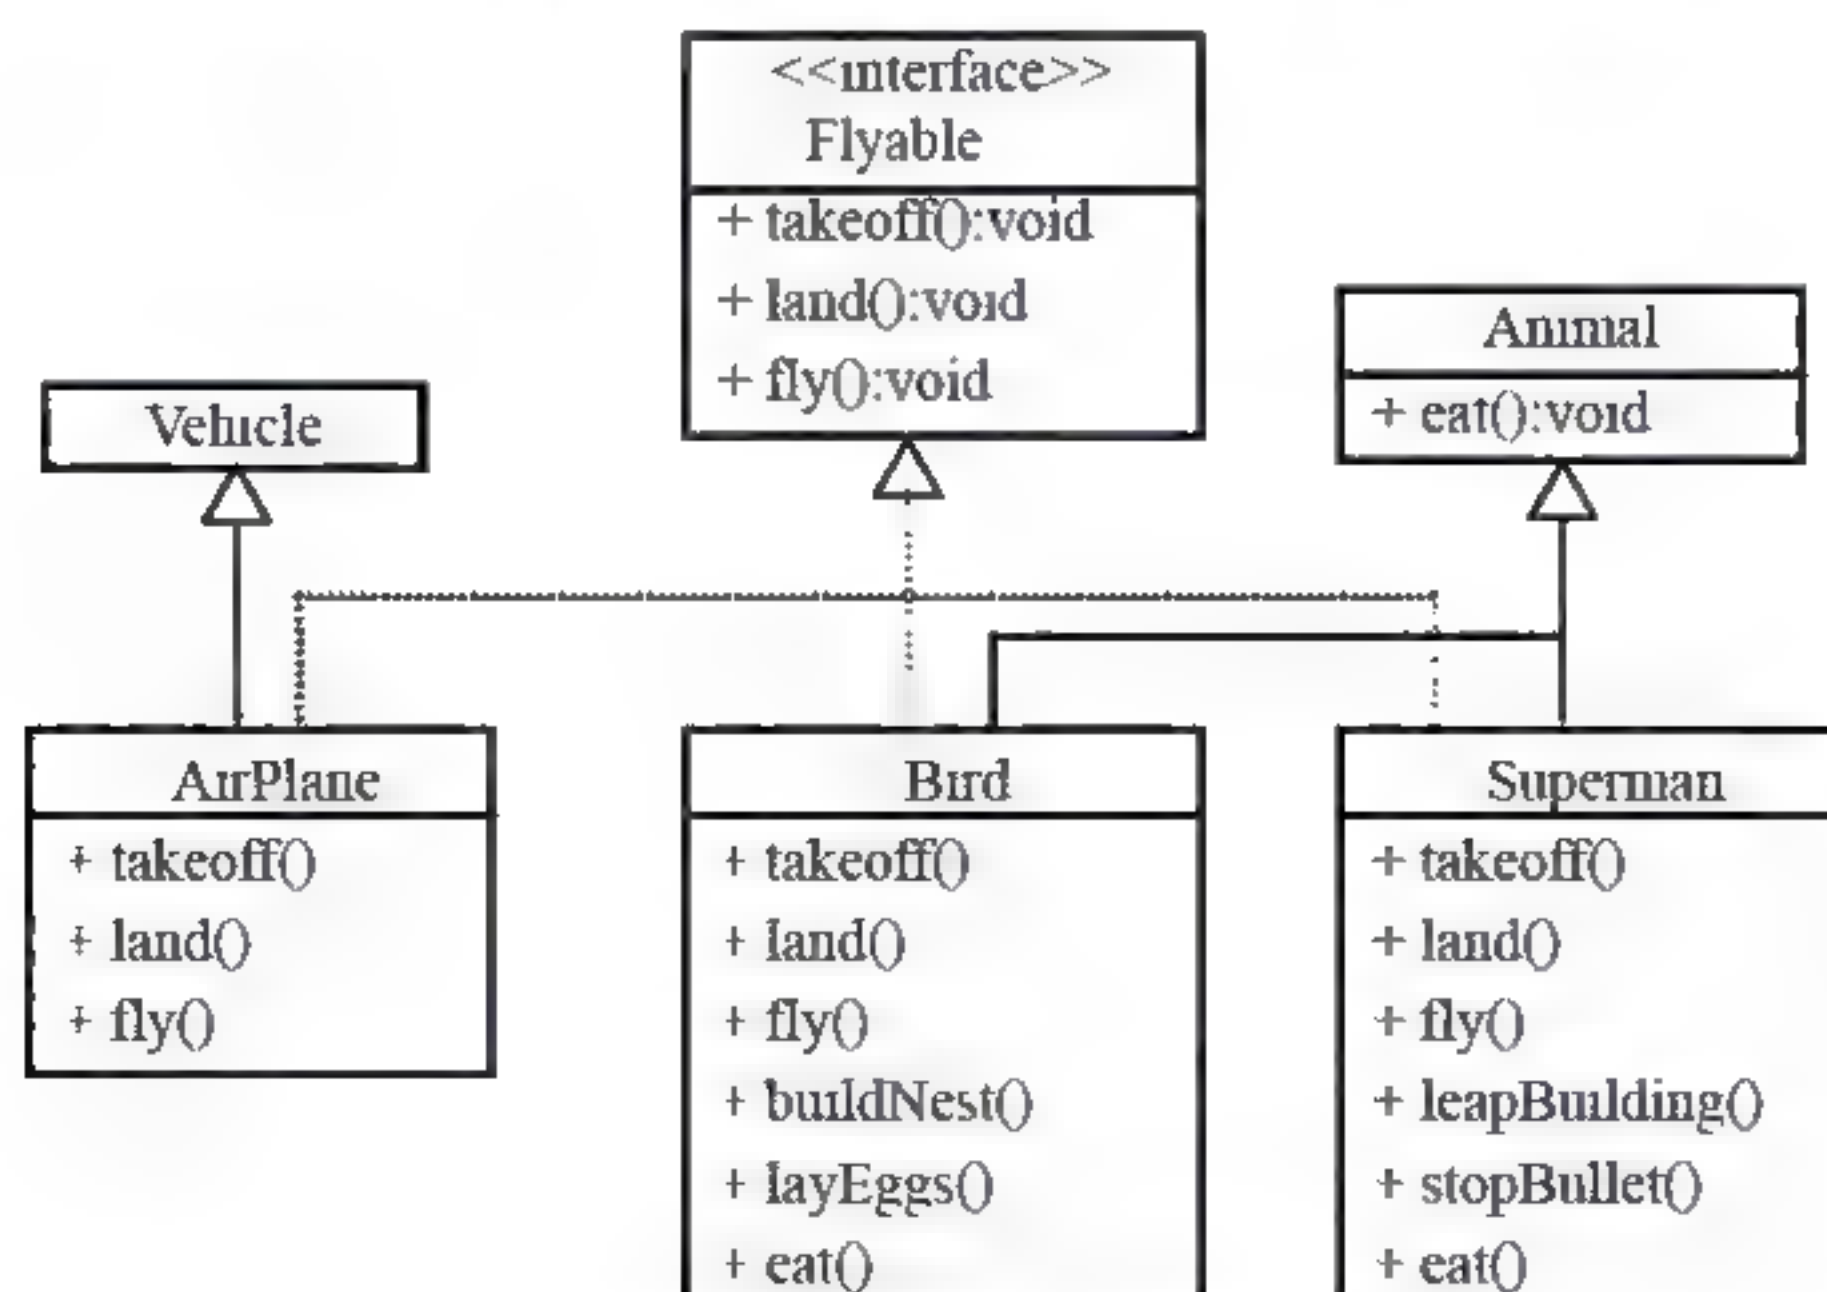 <<interface>>
Flyable
+ takeoff():void
+ land():void
+ fly():void
Animal
+ eat():void
Vehicle
AirPlane
+ takeoff()
+ land()
+ fly()
Bird
+ takeoff()
+ land()
+ fly()
+ buildNest()
+ layEggs()
+ eat()
Superman
+ takeoff()
+ land()
+ fly()
+ leapBuilding()
+ stopBullet()
+ eat()